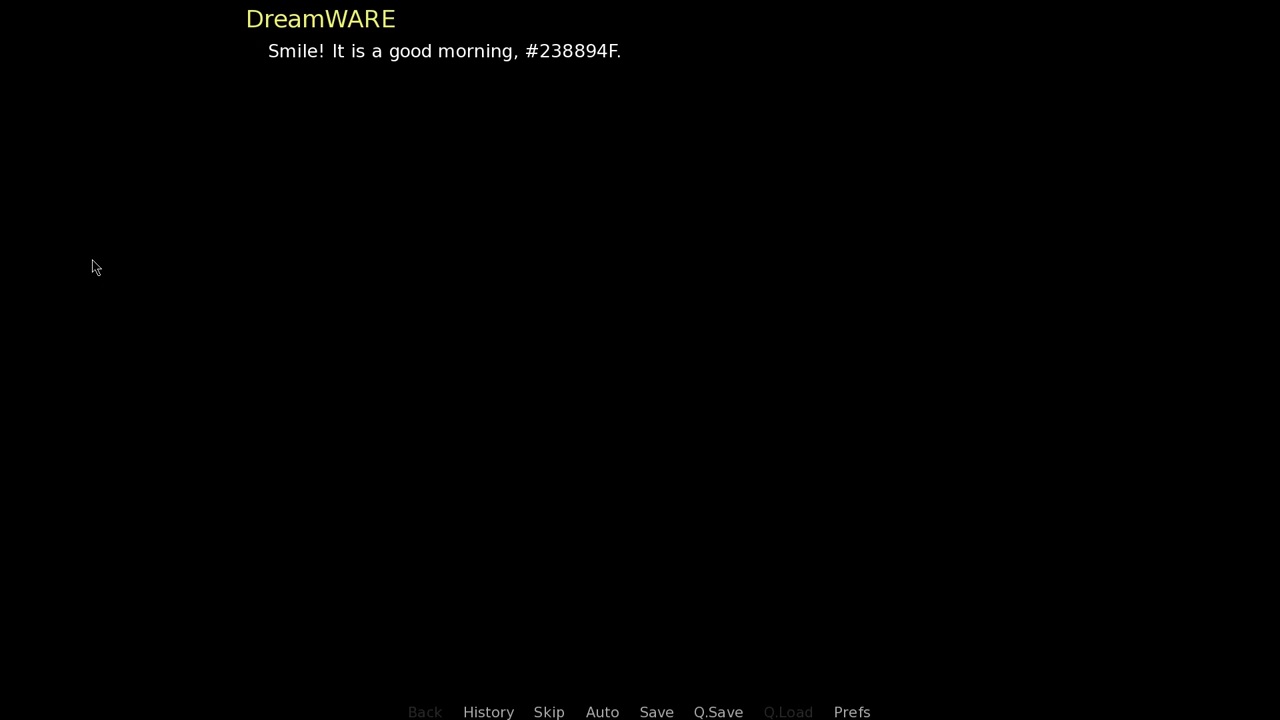 DreamWARE
Smile! It is a good morning, #238894F.
Back History Skip Auto Save Q.Save Q.Load Prefs